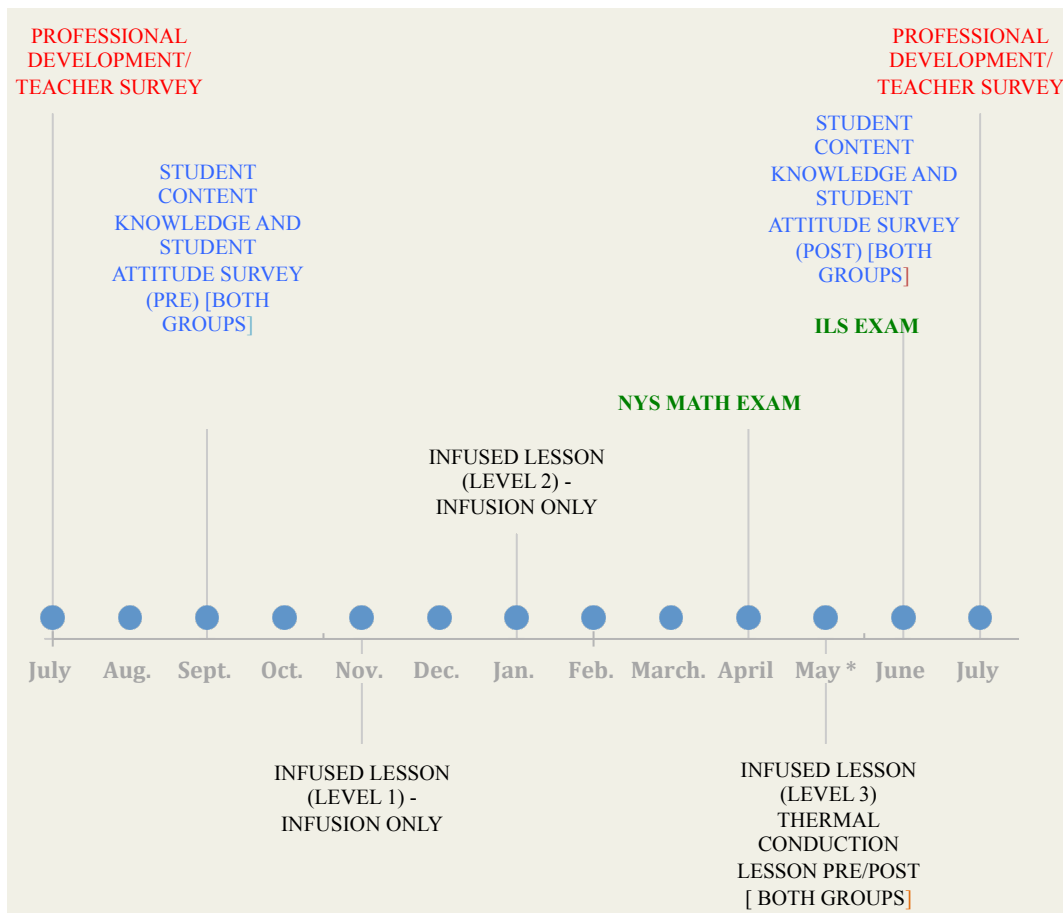 PROFESSIONAL
DEVELOPMENT/
TEACHER SURVEY
PROFESSIONAL
DEVELOPMENT/
TEACHER SURVEY
STUDENT
CONTENT
KNOWLEDGE AND
STUDENT
ATTITUDE SURVEY
(PRE) [BOTH
GROUPS]
STUDENT
CONTENT
KNOWLEDGE AND
STUDENT
ATTITUDE SURVEY
(POST) [BOTH
GROUPS]
ILS EXAM
NYS MATH EXAM
INFUSED LESSON
(LEVEL 2) -
INFUSION ONLY
July Aug. Sept. Oct. Nov. Dec. Jan. Feb. March. April May * June July
INFUSED LESSON
(LEVEL 1) -
INFUSION ONLY
INFUSED LESSON
(LEVEL 3)
THERMAL
CONDUCTION
LESSON PRE/POST
[ BOTH GROUPS]